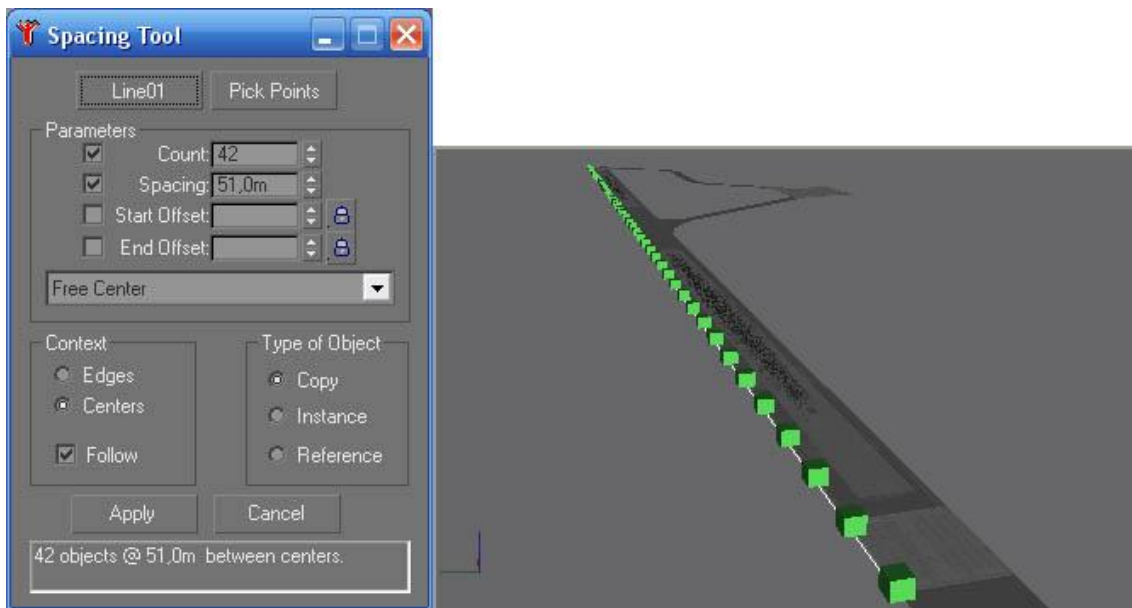 Spacing Tool
Line01 Pick Points
Parameters
Count: 42
Spacing: 51,0m
Start Offset:
End Offset:
Free Center
Context
Edges
Centers
Follow
Type of Object
Copy
Instance
Reference
Apply Cancel
42 objects @ 51,0m between centers.